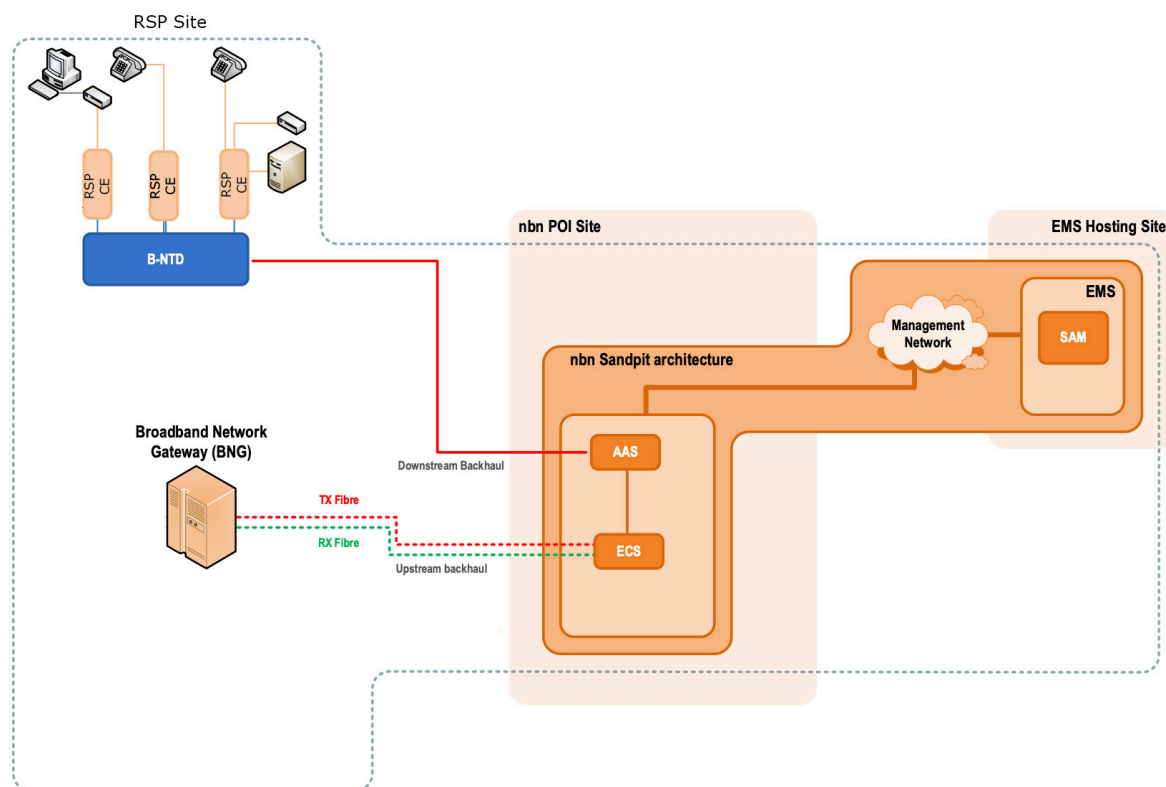 RSP Site
RSP
CE
RSP
CE
RSP
CE
B-NTD
nbn POI Site
EMS Hosting Site
EMS
SAM
Management
Network
nbn Sandpit architecture
AAS
Downstream Backhaul
Broadband Network
Gateway (BNG)
TX Fibre
RX Fibre
ECS
Upstream backhaul